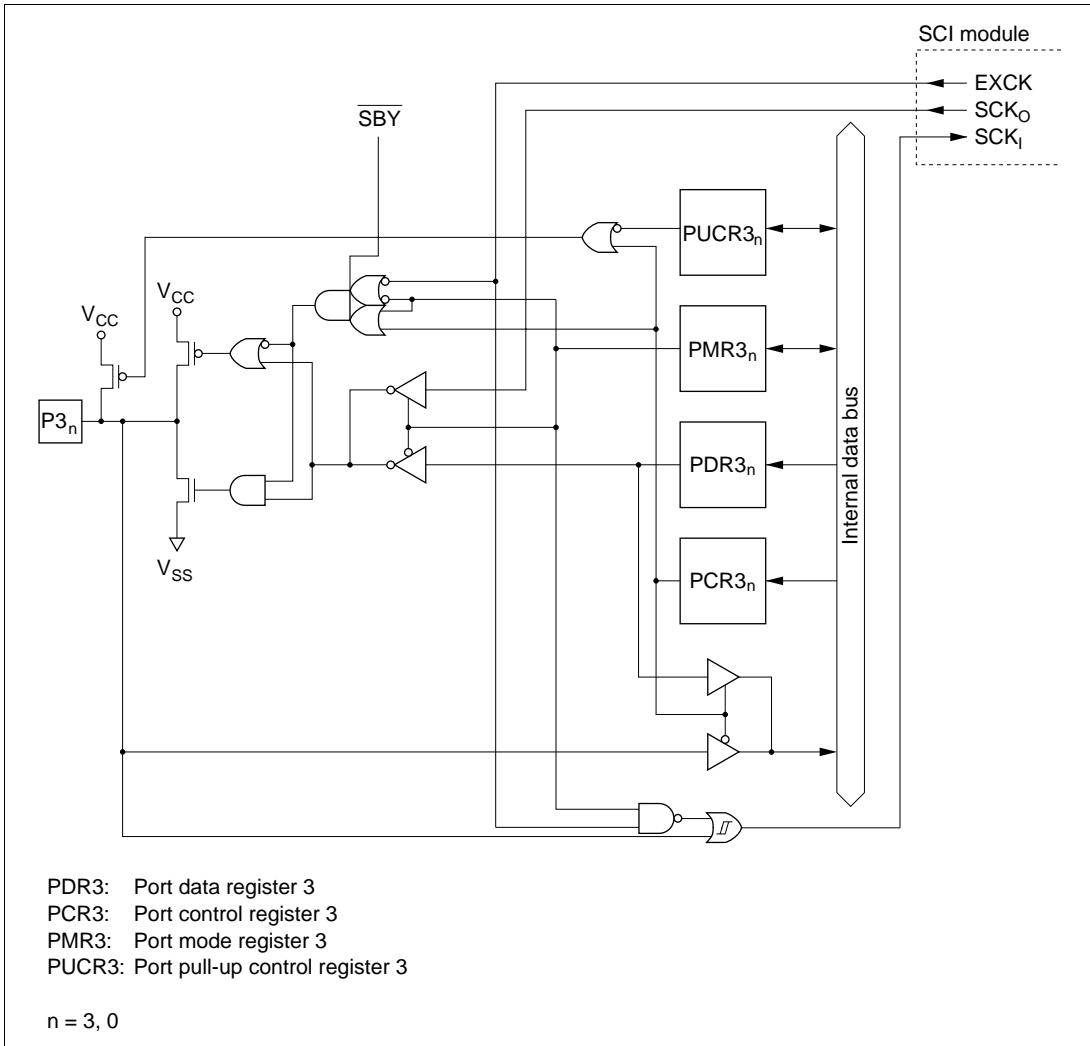 SCI module
EXCK
SCKO
SCKI
SBY
PUCR3n
VCC
VCC
PMR3n
P3n
PDR3n
Internal data bus
VSS
PCR3n
PDR3: Port data register 3
PCR3: Port control register 3
PMR3: Port mode register 3
PUCR3: Port pull-up control register 3
n = 3, 0